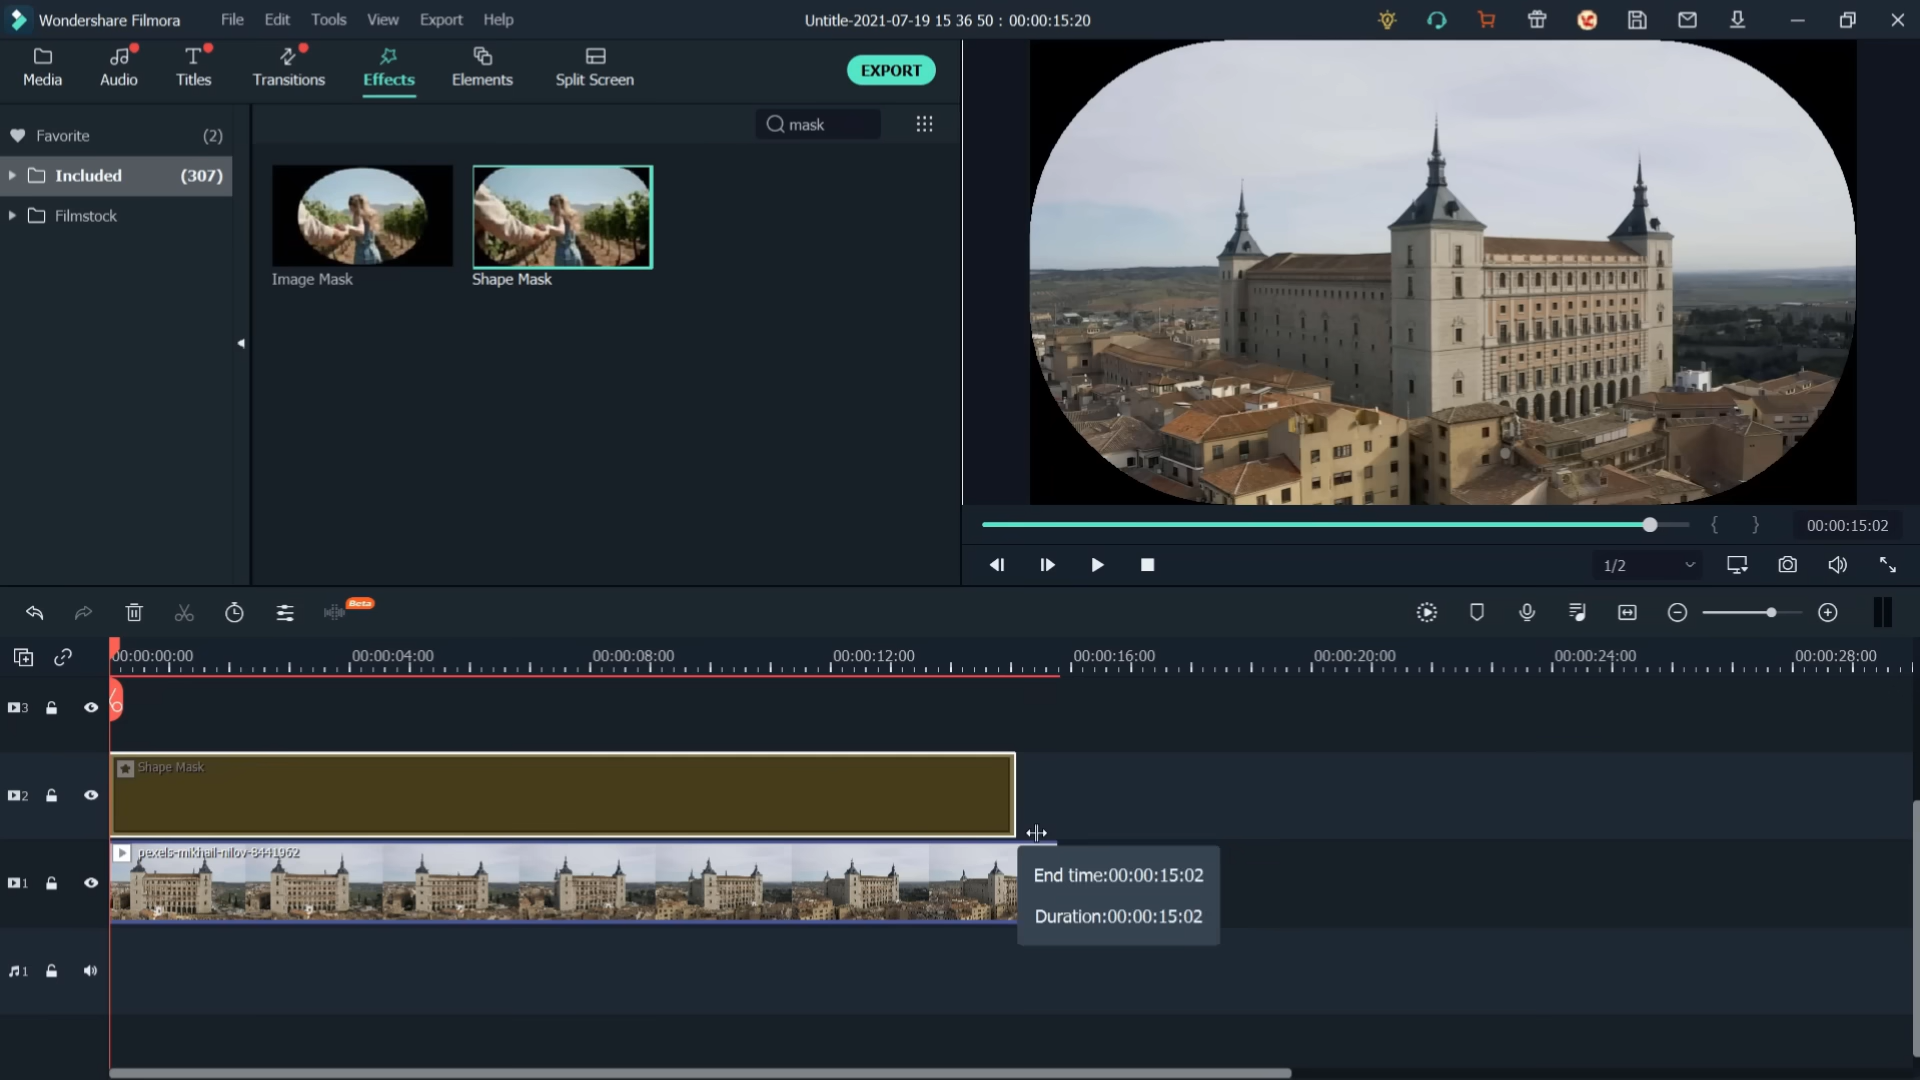 Wondershare Filmora File Edit Tools View Export Help Untitle-2021-07-19 15 36 50 : 00:00:15:20
Media Audio Titles Transitions Effects Elements Split Screen EXPORT
Favorite (2)
mask
Included (307)
Filmstock
Image Mask Shape Mask
{ } 00:00:15:02
1/2
Beta
00:00:00:00 00:00:04:00 00:00:08:00 00:00:12:00 00:00:16:00 00:00:20:00 00:00:24:00 00:00:28:00
3
Shape Mask
2
pexels-mikhail-nilov-8441962
1
End time:00:00:15:02
Duration:00:00:15:02
1